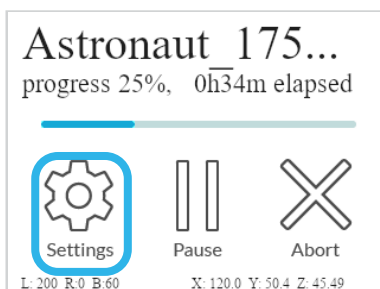 Astronaut_175...
progress 25%, 0h34m elapsed
Settings Pause Abort
L: 200 R:0 B:60 X: 120.0 Y: 50.4 Z: 45.49